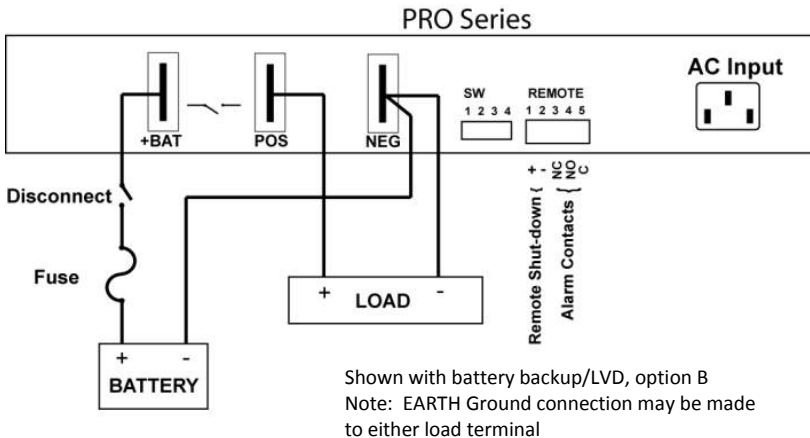 PRO Series
AC Input
SW
1 2 3 4
REMOTE
1 2 3 4 5
+BAT
POS
NEG
+
-
NC
NO
C
Remote Shut-down {
Alarm Contacts {
Disconnect
Fuse
+ LOAD -
+ -
BATTERY
Shown with battery backup/LVD, option B
Note: EARTH Ground connection may be made
to either load terminal